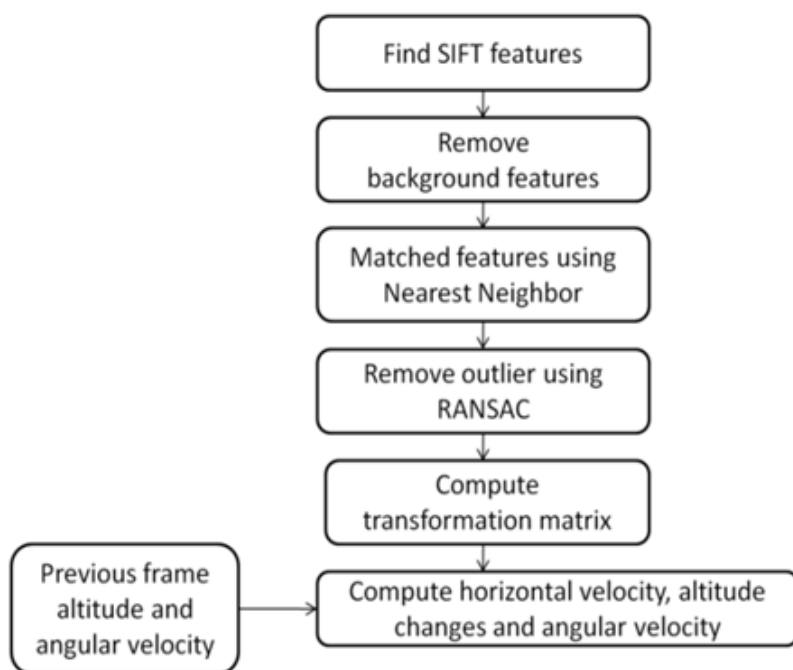 Find SIFT features
Remove
background features
Matched features using
Nearest Neighbor
Remove outlier using
RANSAC
Compute
transformation matrix
Previous frame
altitude and
angular velocity
Compute horizontal velocity, altitude
changes and angular velocity